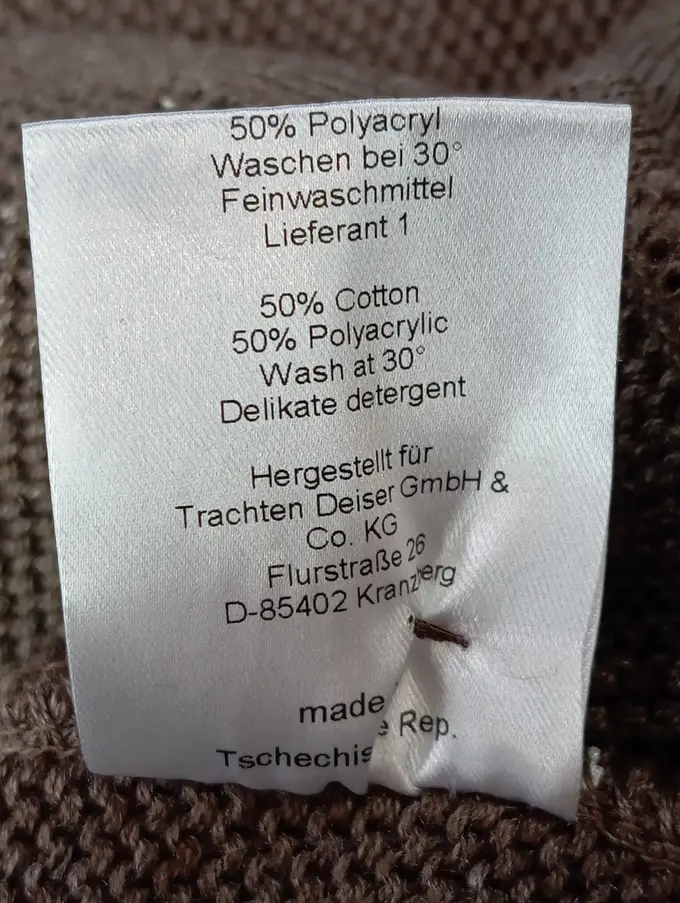 50% Polyacryl
Waschen bei 30°
Feinwaschmittel
Lieferant 1
50% Cotton
50% Polyacrylic
Wash at 30°
Delikate detergent
Hergestellt für
Trachten Deiser GmbH &
Co. KG
Flurstraße 26
D-85402 Kranzberg
made
Tschechis e Rep.